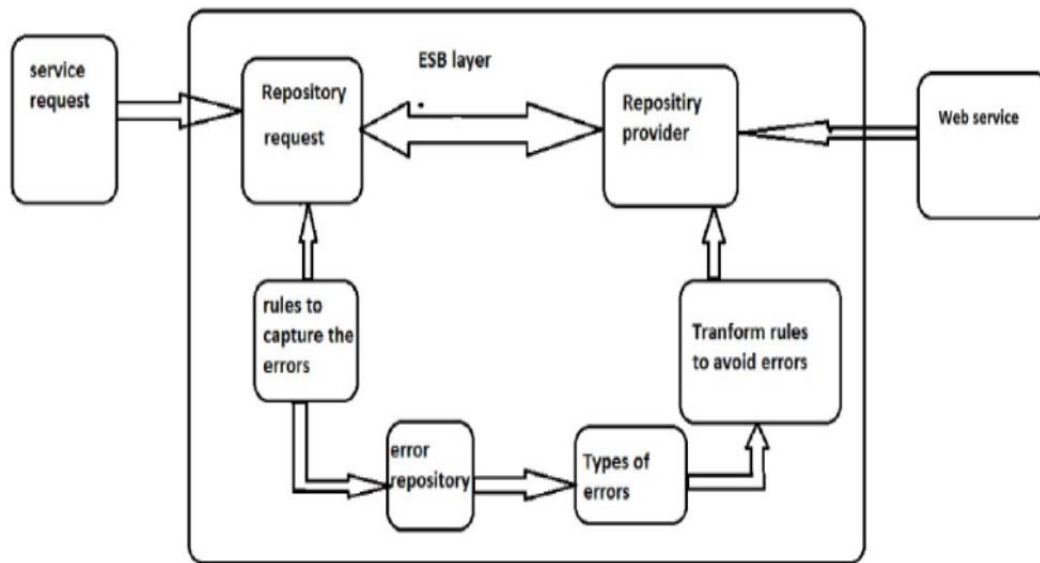 service
request
Repository
request
ESB layer
Repositiry
provider
Web service
rules to
capture the
errors
Tranform rules
to avoid errors
error
repository
Types of
errors